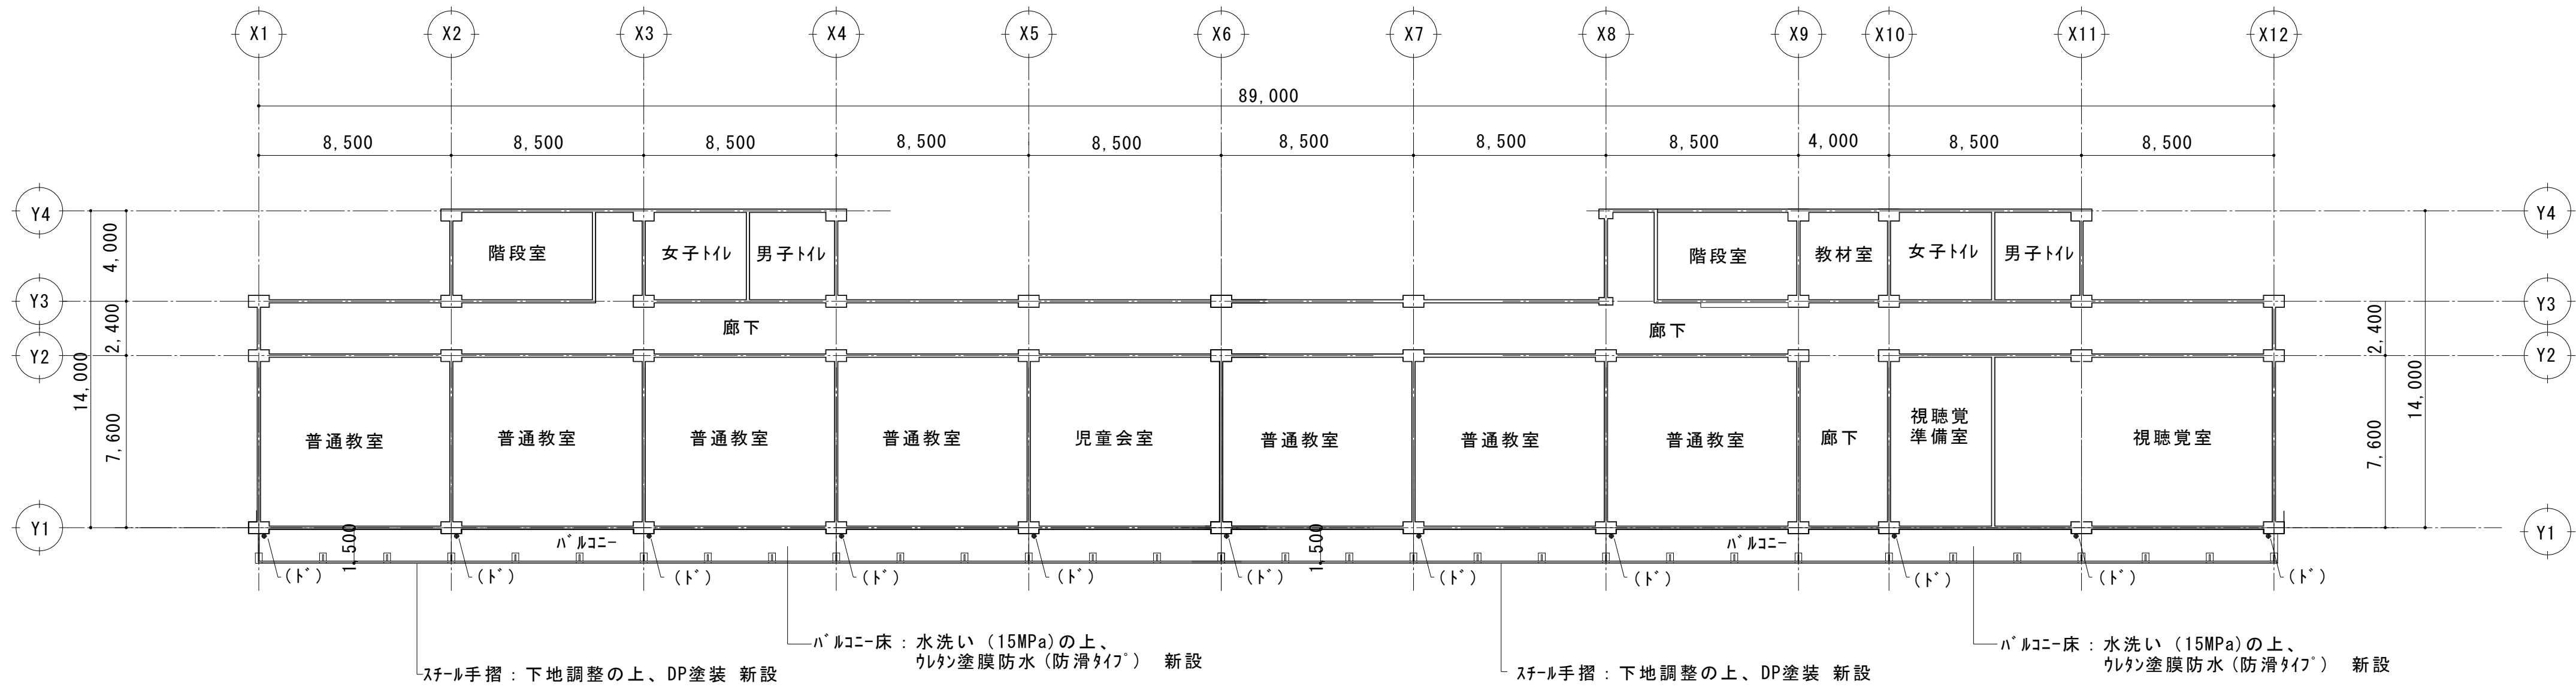 X1 X2 X3 X4 X5 X6 X7 X8 X9 X10 X11 X12
89,000
8,500 8,500 8,500 8,500 8,500 8,500 8,500 8,500 4,000 8,500 8,500
Y4 Y4
4,000
階段室 女子ﾄｲﾚ 男子ﾄｲﾚ 階段室 教材室 女子ﾄｲﾚ 男子ﾄｲﾚ
Y3 Y3
2,400 廊下 廊下 2,400
Y2 Y2
14,000 14,000
7,600 7,600
普通教室 普通教室 普通教室 普通教室 児童会室 普通教室 普通教室 普通教室 廊下 視聴覚
準備室
視聴覚室
Y1 Y1
1,500 ﾊﾞﾙｺﾆｰ 1,500 ﾊﾞﾙｺﾆｰ
(ﾄﾞ) (ﾄﾞ) (ﾄﾞ) (ﾄﾞ) (ﾄﾞ) (ﾄﾞ) (ﾄﾞ) (ﾄﾞ) (ﾄﾞ) (ﾄﾞ) (ﾄﾞ)
ﾊﾞﾙｺﾆｰ床：水洗い (15MPa)の上、
ｳﾚﾀﾝ塗膜防水(防滑ﾀｲﾌﾟ) 新設
ｽﾁｰﾙ手摺：下地調整の上、DP塗装 新設
ﾊﾞﾙｺﾆｰ床：水洗い (15MPa)の上、
ｳﾚﾀﾝ塗膜防水(防滑ﾀｲﾌﾟ) 新設
ｽﾁｰﾙ手摺：下地調整の上、DP塗装 新設